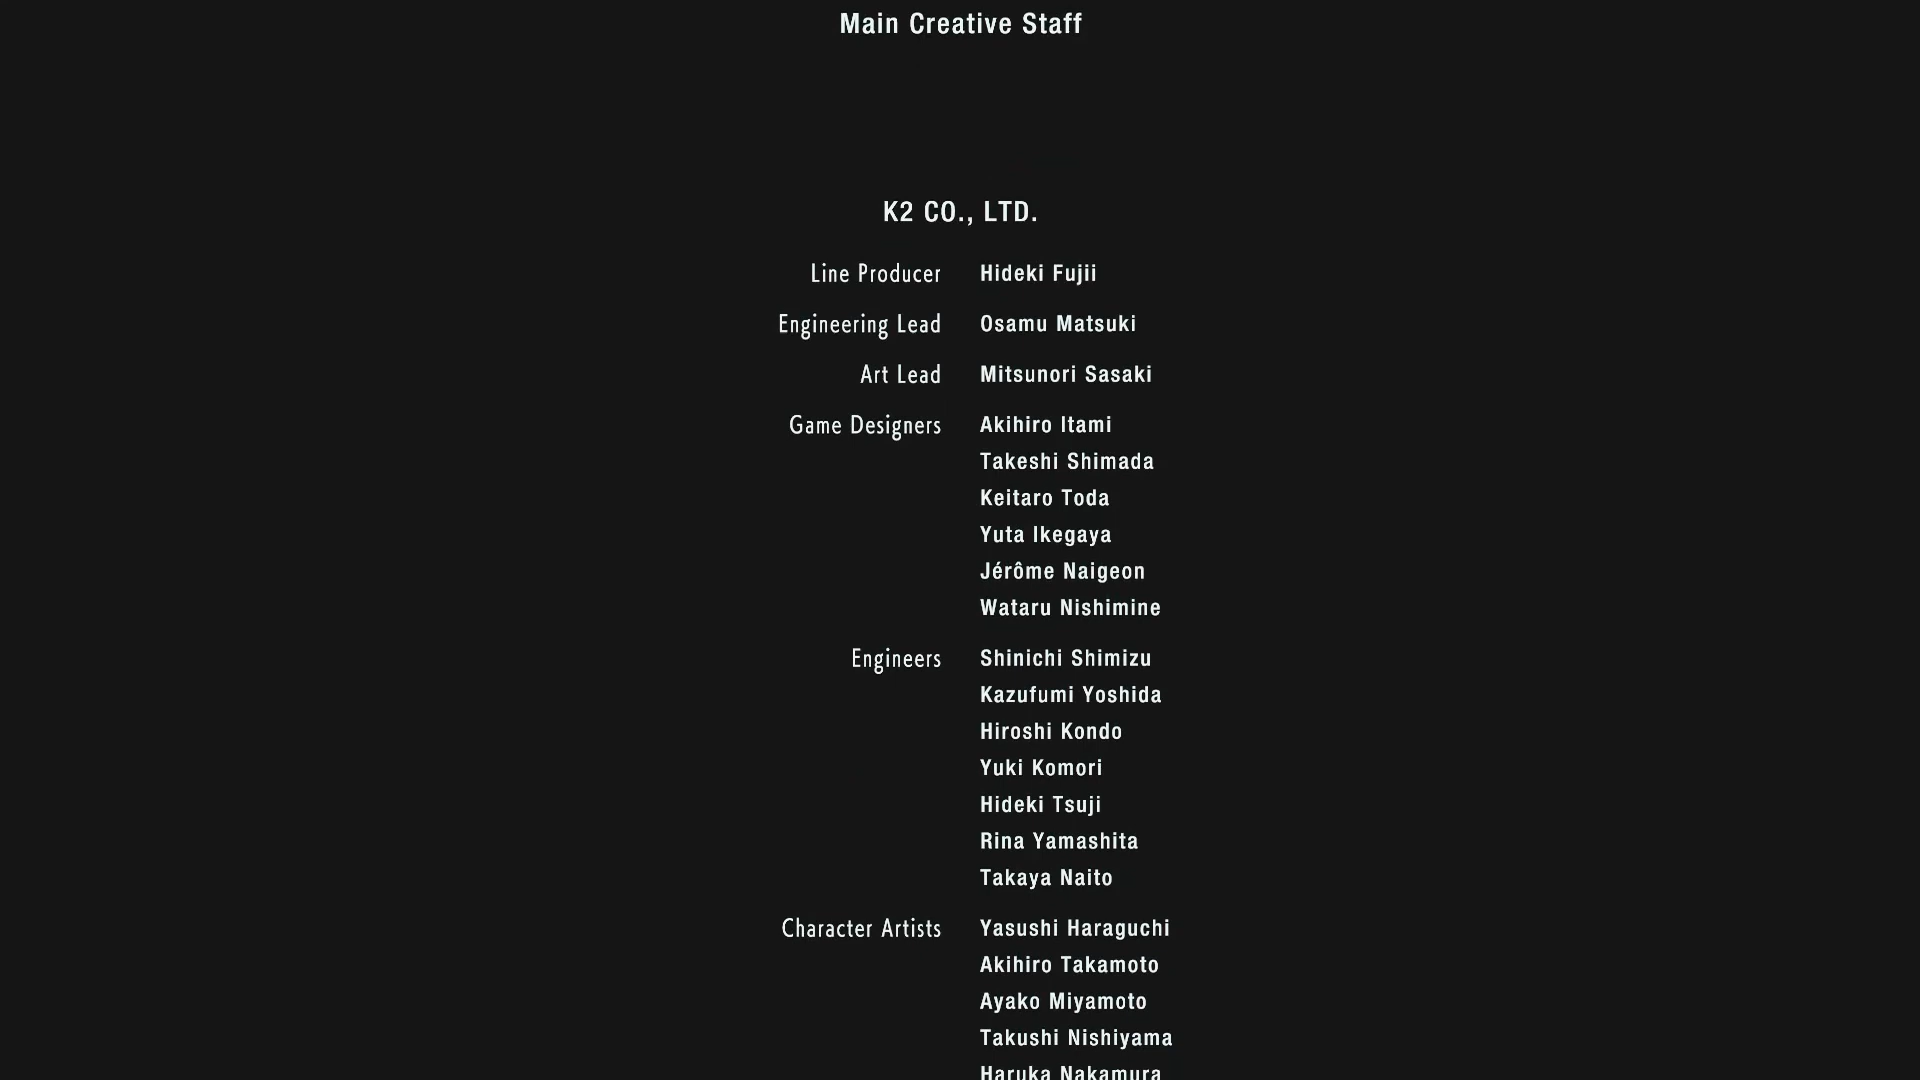 Main Creative Staff
K2 CO., LTD.
Line Producer Hideki Fujii
Engineering Lead Osamu Matsuki
Art Lead Mitsunori Sasaki
Game Designers Akihiro Itami
Takeshi Shimada
Keitaro Toda
Yuta Ikegaya
Jérôme Naigeon
Wataru Nishimine
Engineers Shinichi Shimizu
Kazufumi Yoshida
Hiroshi Kondo
Yuki Komori
Hideki Tsuji
Rina Yamashita
Takaya Naito
Character Artists Yasushi Haraguchi
Akihiro Takamoto
Ayako Miyamoto
Takushi Nishiyama
Haruka Nakamura